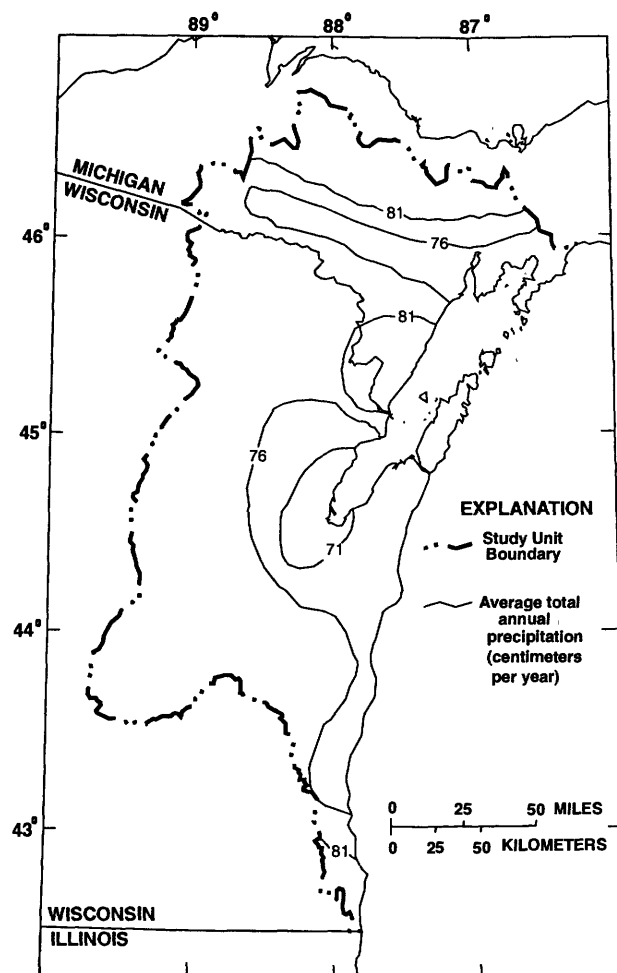 89°
88°
87°
MICHIGAN
WISCONSIN
81
46°
76
81
45°
76
EXPLANATION
Study Unit
Boundary
71
44°
Average total
annual
precipitation
(centimeters
per year)
0 25 50 MILES
43°
0 25 50 KILOMETERS
81
WISCONSIN
ILLINOIS